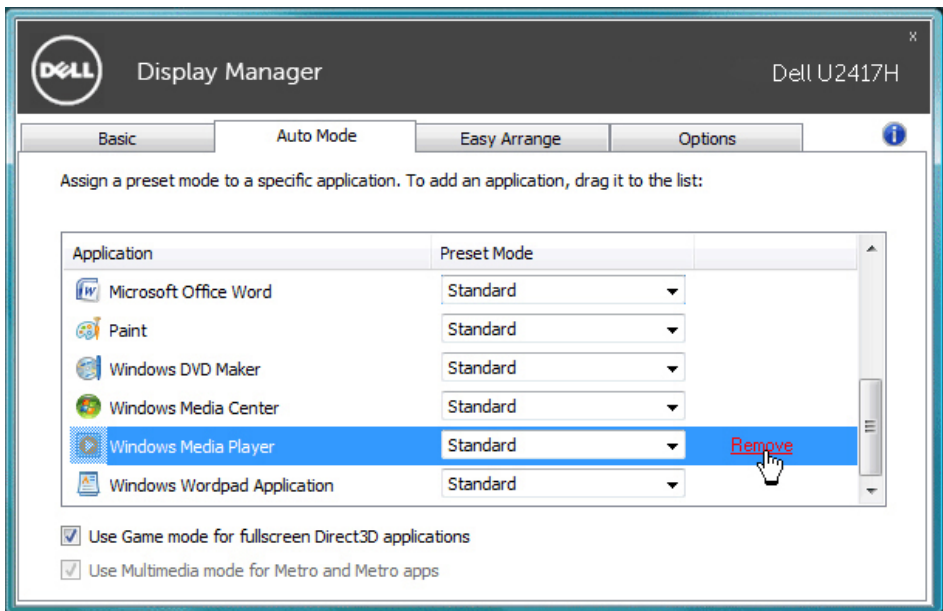 x
DELL Display Manager Dell U2417H
Basic Auto Mode Easy Arrange Options i
Assign a preset mode to a specific application. To add an application, drag it to the list:
Application Preset Mode
W Microsoft Office Word Standard
Paint Standard
Windows DVD Maker Standard
Windows Media Center Standard
Windows Media Player Standard Remove
Windows Wordpad Application Standard
Use Game mode for fullscreen Direct3D applications
Use Multimedia mode for Metro and Metro apps